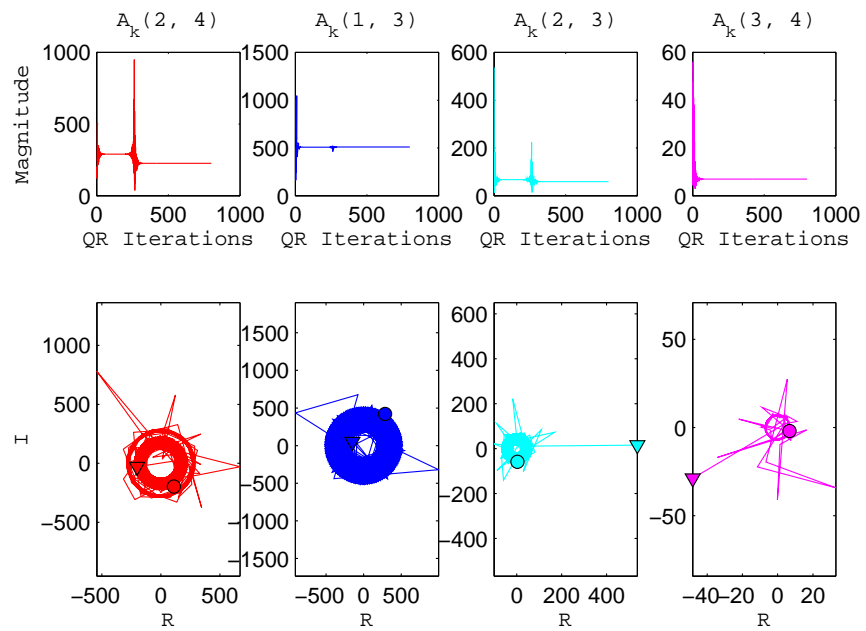 A_k(2, 4) A_k(1, 3) A_k(2, 3) A_k(3, 4)
Magnitude
1000 1500 600 60
500 1000 400 40
500 200 20
0 0 0 0
0 500 1000 0 500 1000 0 500 1000 0 500 1000
QR Iterations QR Iterations QR Iterations QR Iterations
I
1000 1500 600 50
500 1000 400
500 200
0 0 0 0
−500 −500 −200 −50
−1000 −400
−1500
−500 0 500 −500 0 500 0 200 400 −40 −20 0 20
R R R R